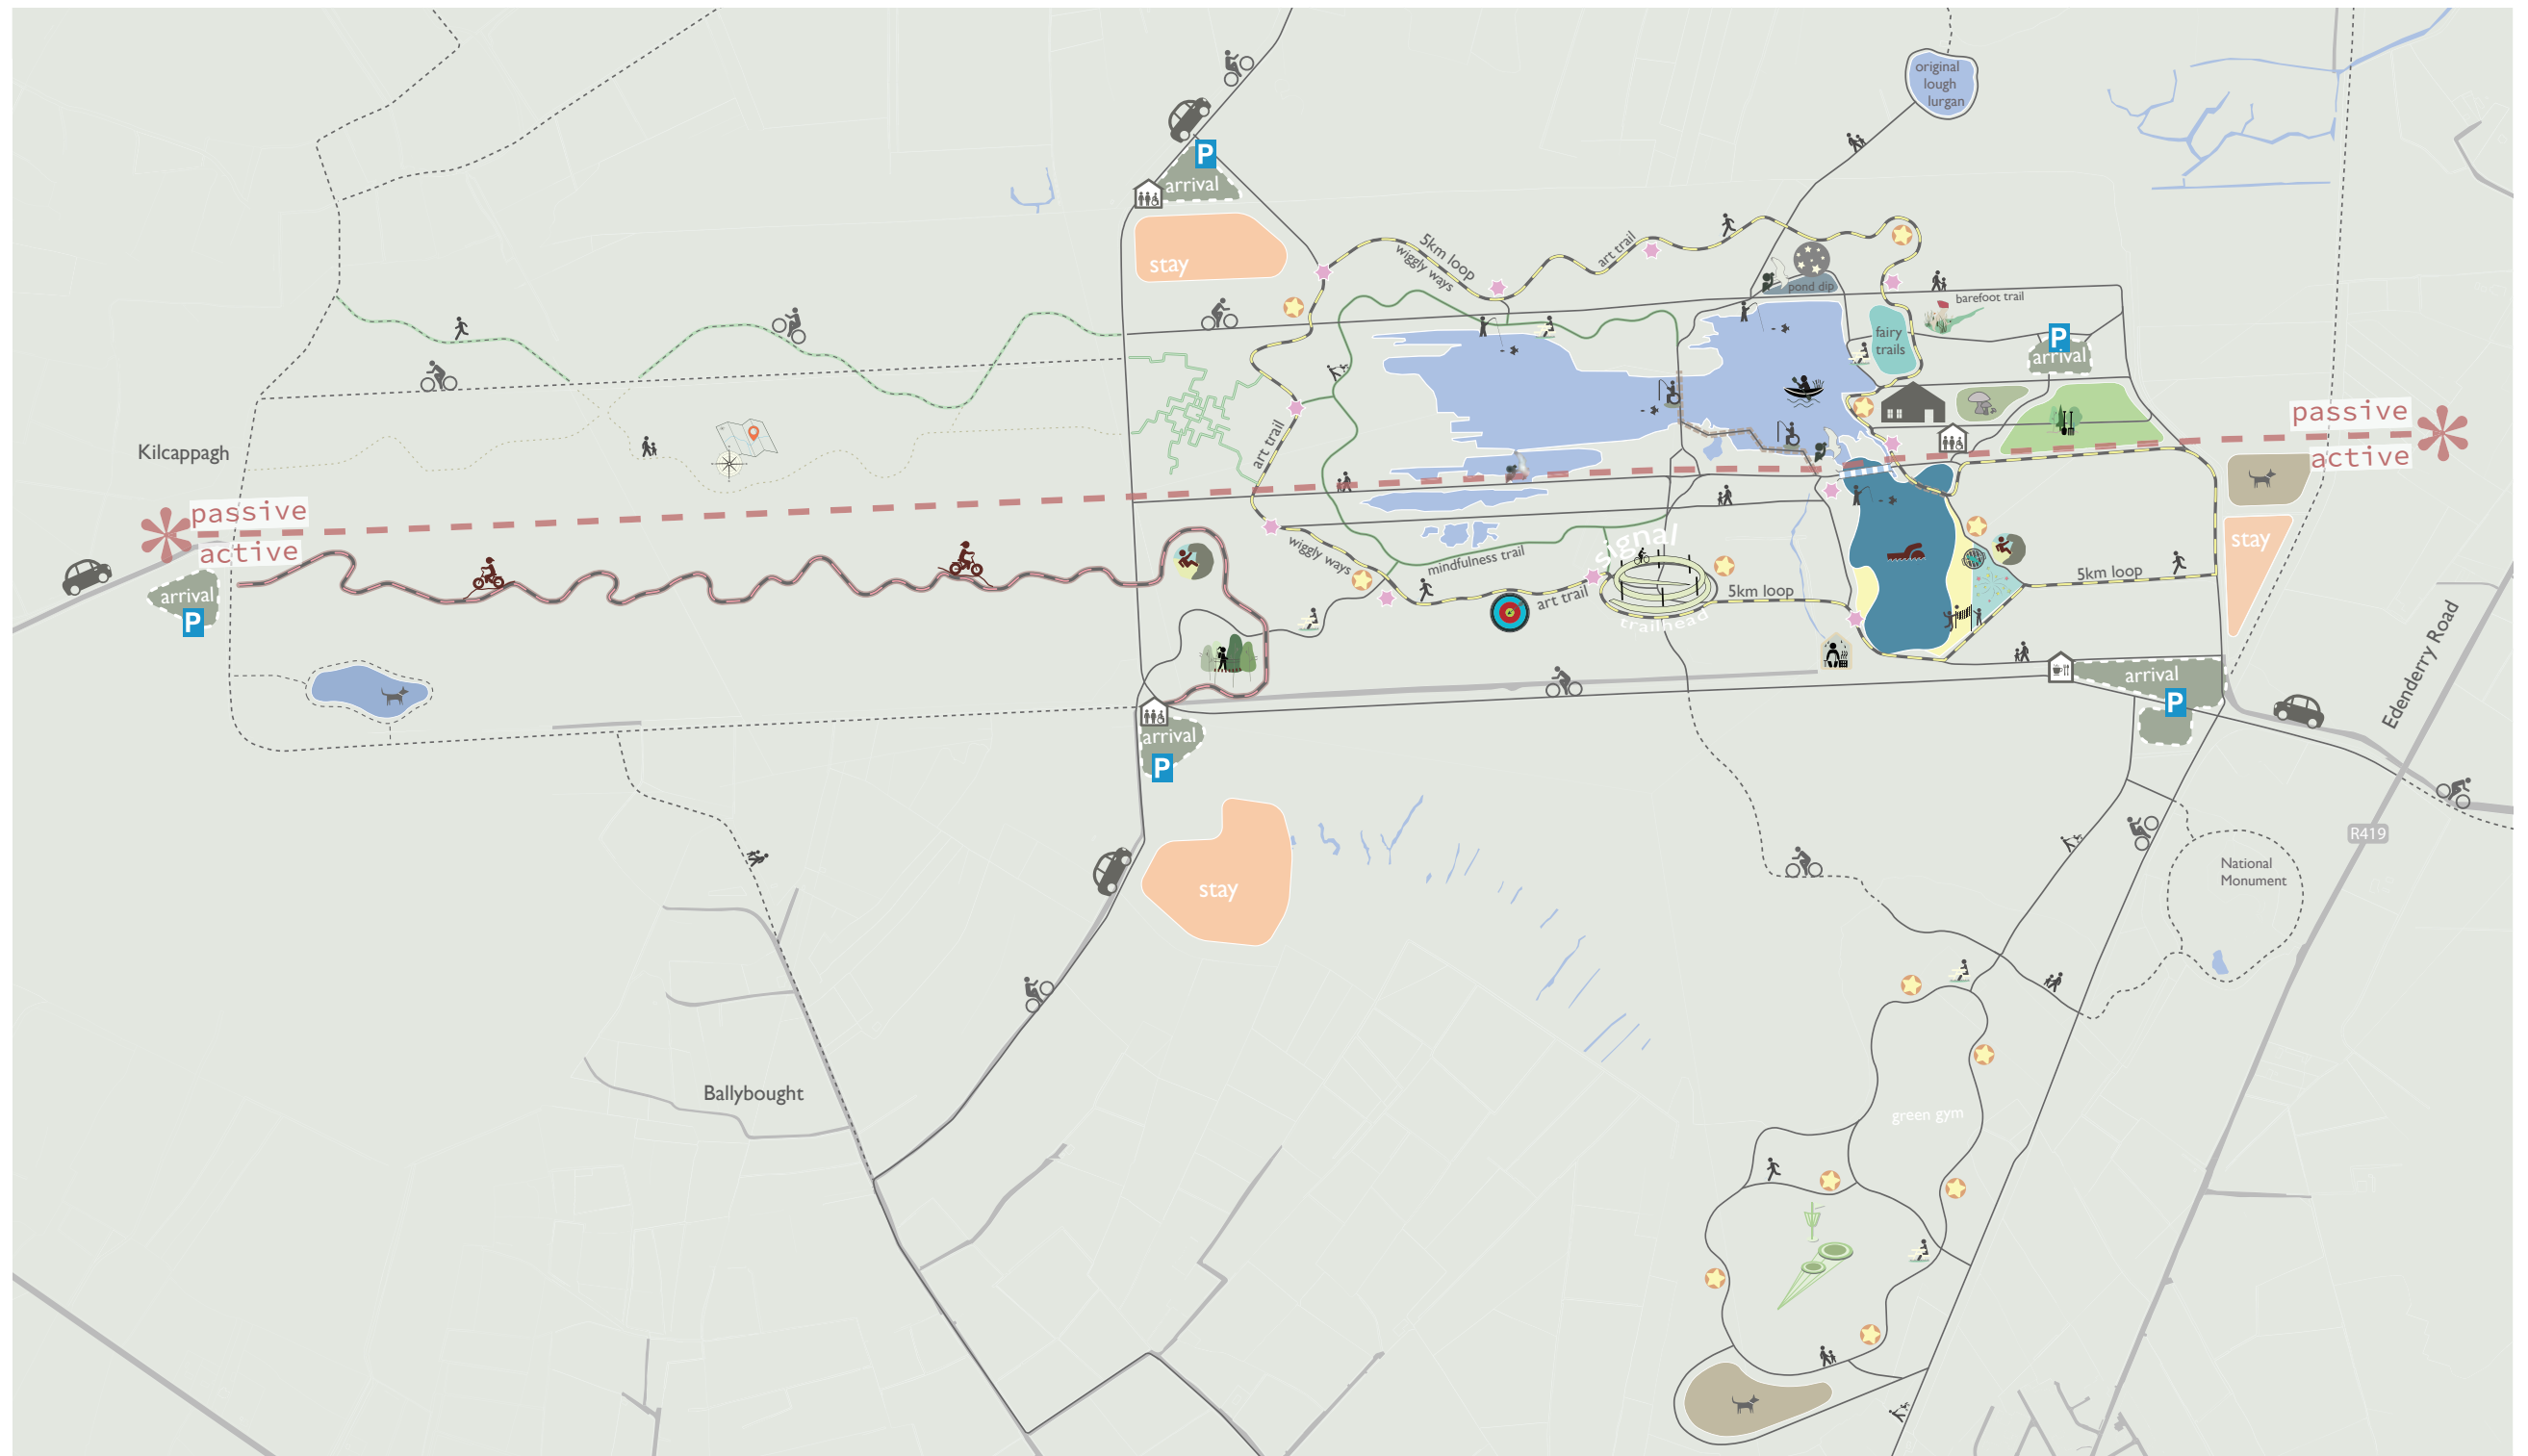 original
lough
lurgan
P
arrival
stay
5km loop
wiggly ways
art trail
pond dip
barefoot trail
fairy
trails
P
arrival
passive
active
Kilcappagh
passive
active
arrival
P
art trail
wiggly ways
mindfulness trail
signal
trailhead
art trail
5km loop
5km loop
stay
arrival
P
Edenderry Road
R419
arrival
P
stay
National
Monument
Ballybought
green gym